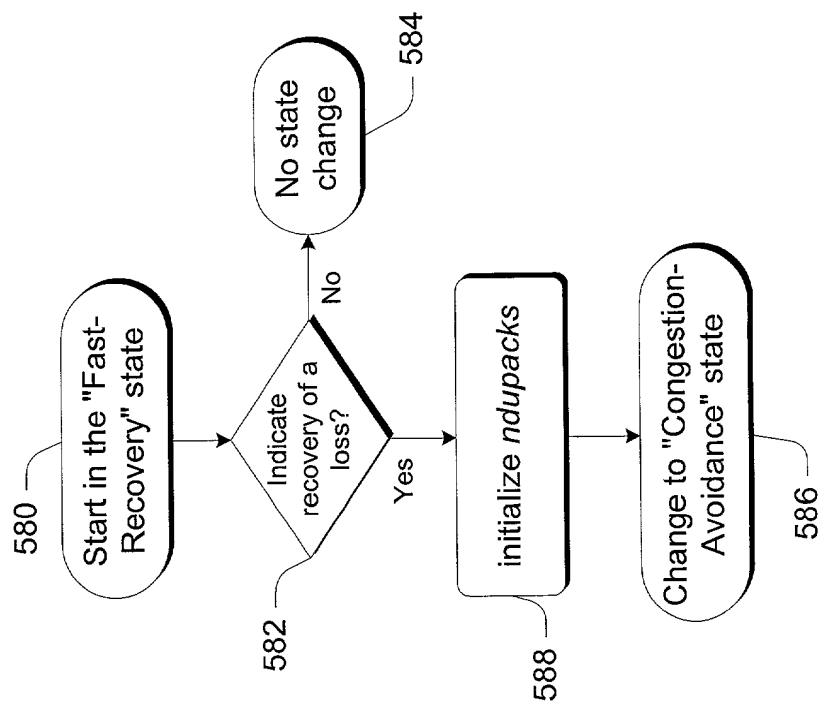 580
Start in the "Fast-
Recovery" state
582
Indicate
recovery of a
loss?
No
No state
change
584
Yes
588
initialize ndupacks
586
Change to "Congestion-
Avoidance" state